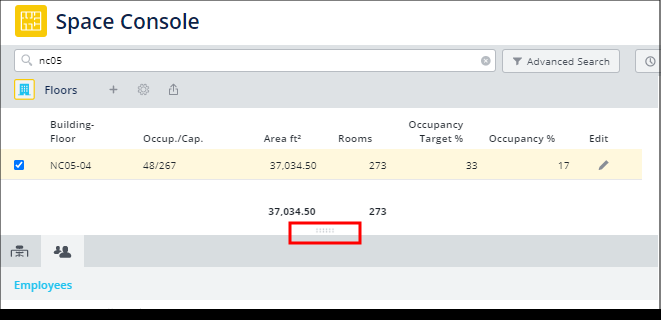 Space Console
nc05
Advanced Search
Floors
Building-
Floor
Occup./Cap.
Area ft²
Rooms
Occupancy
Target %
Occupancy %
Edit
NC05-04 48/267 37,034.50 273 33 17
37,034.50 273
Employees